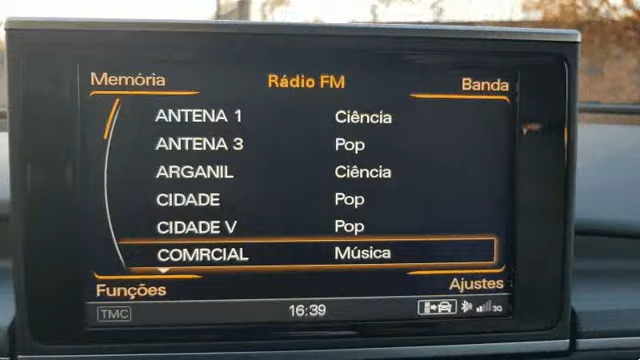 Memória Rádio FM Banda
ANTENA 1 Ciência
ANTENA 3 Pop
ARGANIL Ciência
CIDADE Pop
CIDADE V Pop
COMRCIAL Música
Funções Ajustes
TMC 16:39 3G